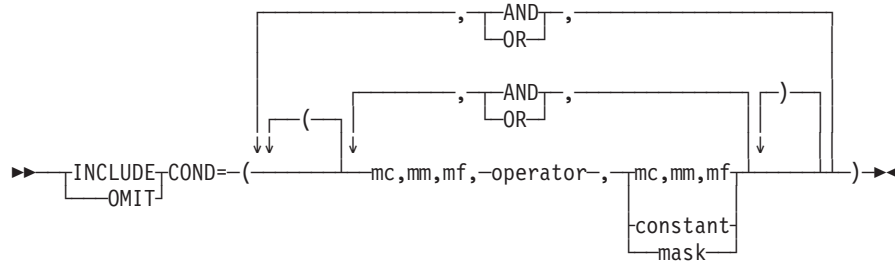 , AND ,
OR
, AND , )
( OR
INCLUDE COND= ( mc,mm,mf, operator , mc,mm,mf )
OMIT
constant
mask